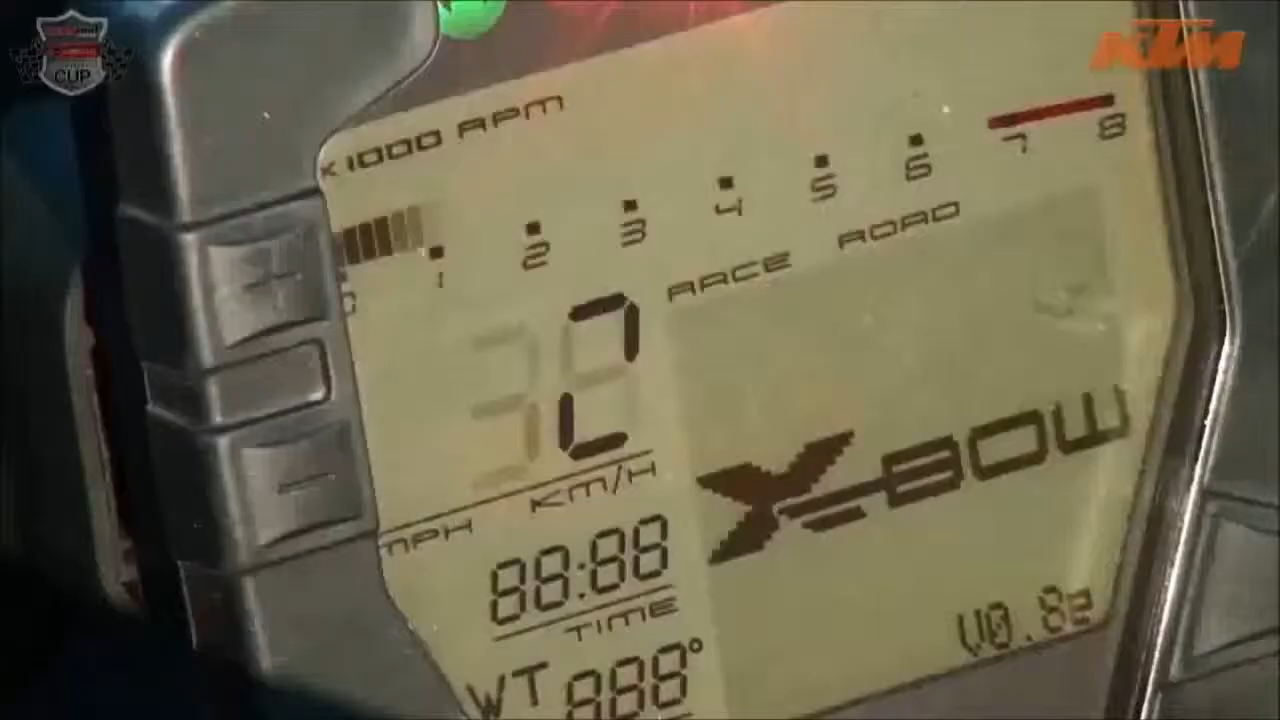 CUP
KTM
x1000 RPM
0 1 2 3 4 5 6 7 8
RACE ROAD
KM/H
MPH
X-BOW
88:88
TIME
V0.82
WT 888°